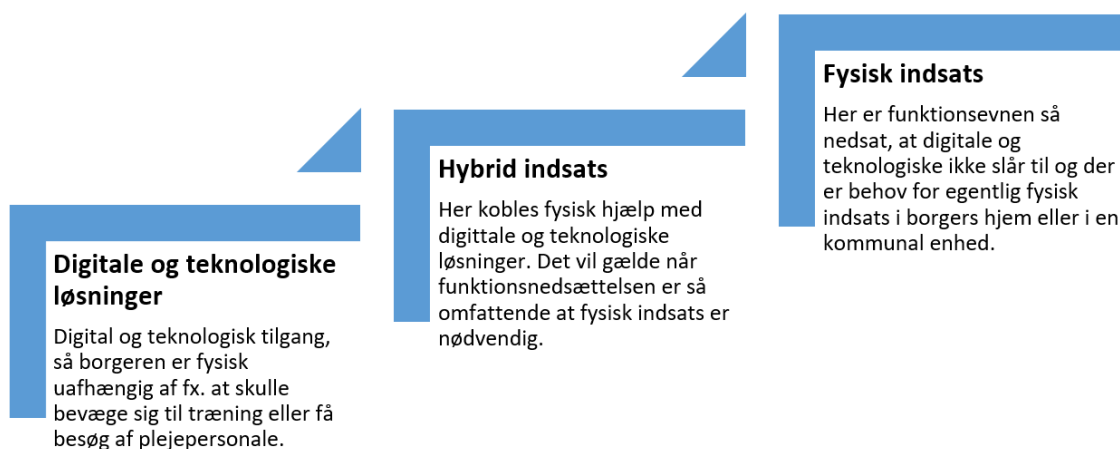 Digitale og teknologiske
løsninger
Digital og teknologisk tilgang,
så borgeren er fysisk
uafhængig af fx. at skulle
bevæge sig til træning eller få
besøg af plejepersonale.
Hybrid indsats
Her kobles fysisk hjælp med
digittale og teknologiske
løsninger. Det vil gælde når
funktionsnedsættelsen er så
omfattende at fysisk indsats er
nødvendig.
Fysisk indsats
Her er funktionsevnen så
nedsat, at digitale og
teknologiske ikke slår til og der
er behov for egentlig fysisk
indsats i borgers hjem eller i en
kommunal enhed.